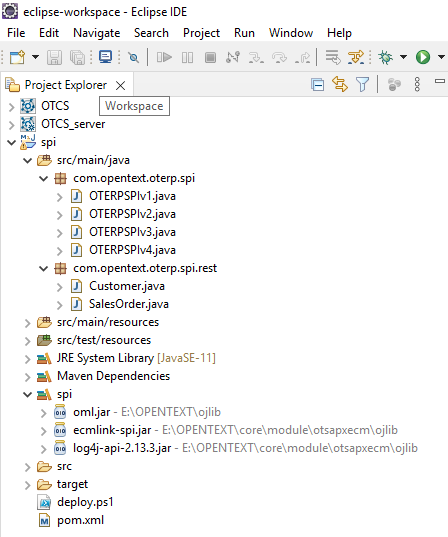 eclipse-workspace - Eclipse IDE
File Edit Navigate Search Project Run Window Help
Project Explorer
OTCS
Workspace
OTCS_server
spi
src/main/java
com.opentext.oterp.spi
OTERPSPIv1.java
OTERPSPIv2.java
OTERPSPIv3.java
OTERPSPIv4.java
com.opentext.oterp.spi.rest
Customer.java
SalesOrder.java
src/main/resources
src/test/resources
JRE System Library [JavaSE-11]
Maven Dependencies
spi
oml.jar - E:\OPENTEXT\ojlib
ecmlink-spi.jar - E:\OPENTEXT\core\module\otsapxecm\ojlib
log4j-api-2.13.3.jar - E:\OPENTEXT\core\module\otsapxecm\ojlib
src
target
deploy.ps1
pom.xml